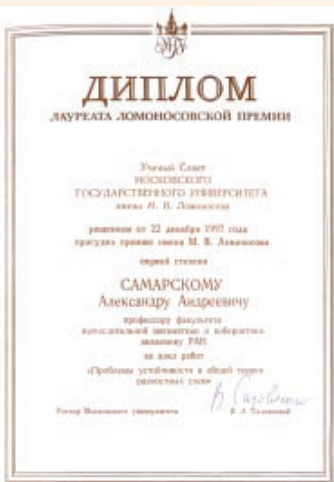 ДИПЛОМ
ЛАУРЕАТА ЛОМОНОСОВСКОЙ ПРЕМИИ
Ученый Совет
МОСКОВСКОГО
ГОСУДАРСТВЕННОГО УНИВЕРСИТЕТА
имени М. В. Ломоносова
решением от 22 декабря 1997 года
присудил премию имени М. В. Ломоносова
первой степени
САМАРСКОМУ
Александру Андреевичу
профессору факультета
вычислительной математики и кибернетики
академику РАН
за цикл работ
«Проблемы устойчивости в общей теории
разностных схем»
Ректор Московского университета
В. А. Садовничий